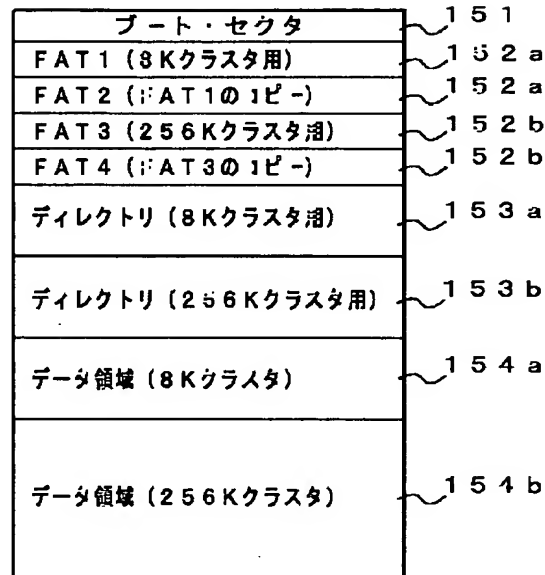 ブート・セクタ 151
FAT1(8Kクラスタ用) 152a
FAT2(FAT1のコピー) 152a
FAT3(256Kクラスタ用) 152b
FAT4(FAT3のコピー) 152b
ディレクトリ(8Kクラスタ用) 153a
ディレクトリ(256Kクラスタ用) 153b
データ領域(8Kクラスタ) 154a
データ領域(256Kクラスタ) 154b